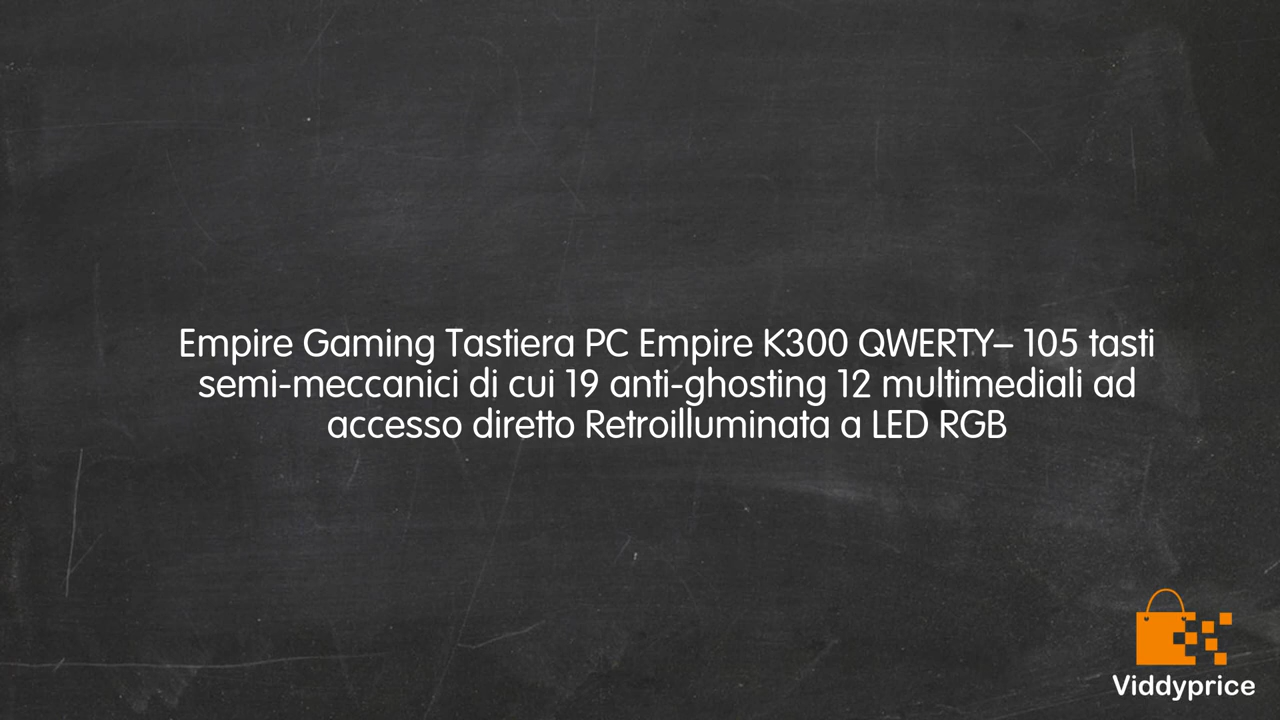 Empire Gaming Tastiera PC Empire K300 QWERTY– 105 tasti
semi-meccanici di cui 19 anti-ghosting 12 multimediali ad
accesso diretto Retroilluminata a LED RGB
Viddyprice